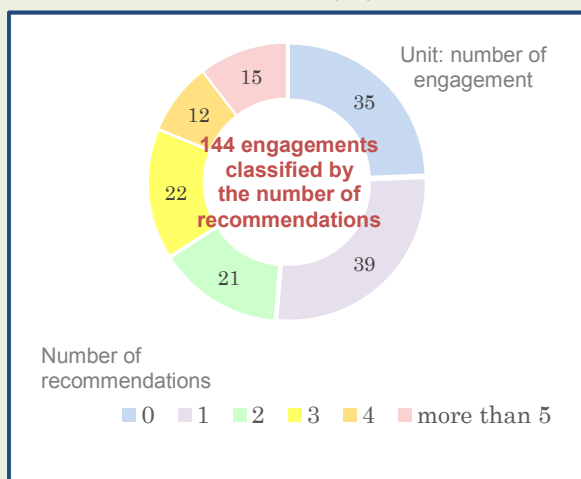 Unit: number of
engagement
35
39
21
22
12
15
144 engagements
classified by
the number of
recommendations
Number of
recommendations
0 1 2 3 4 more than 5